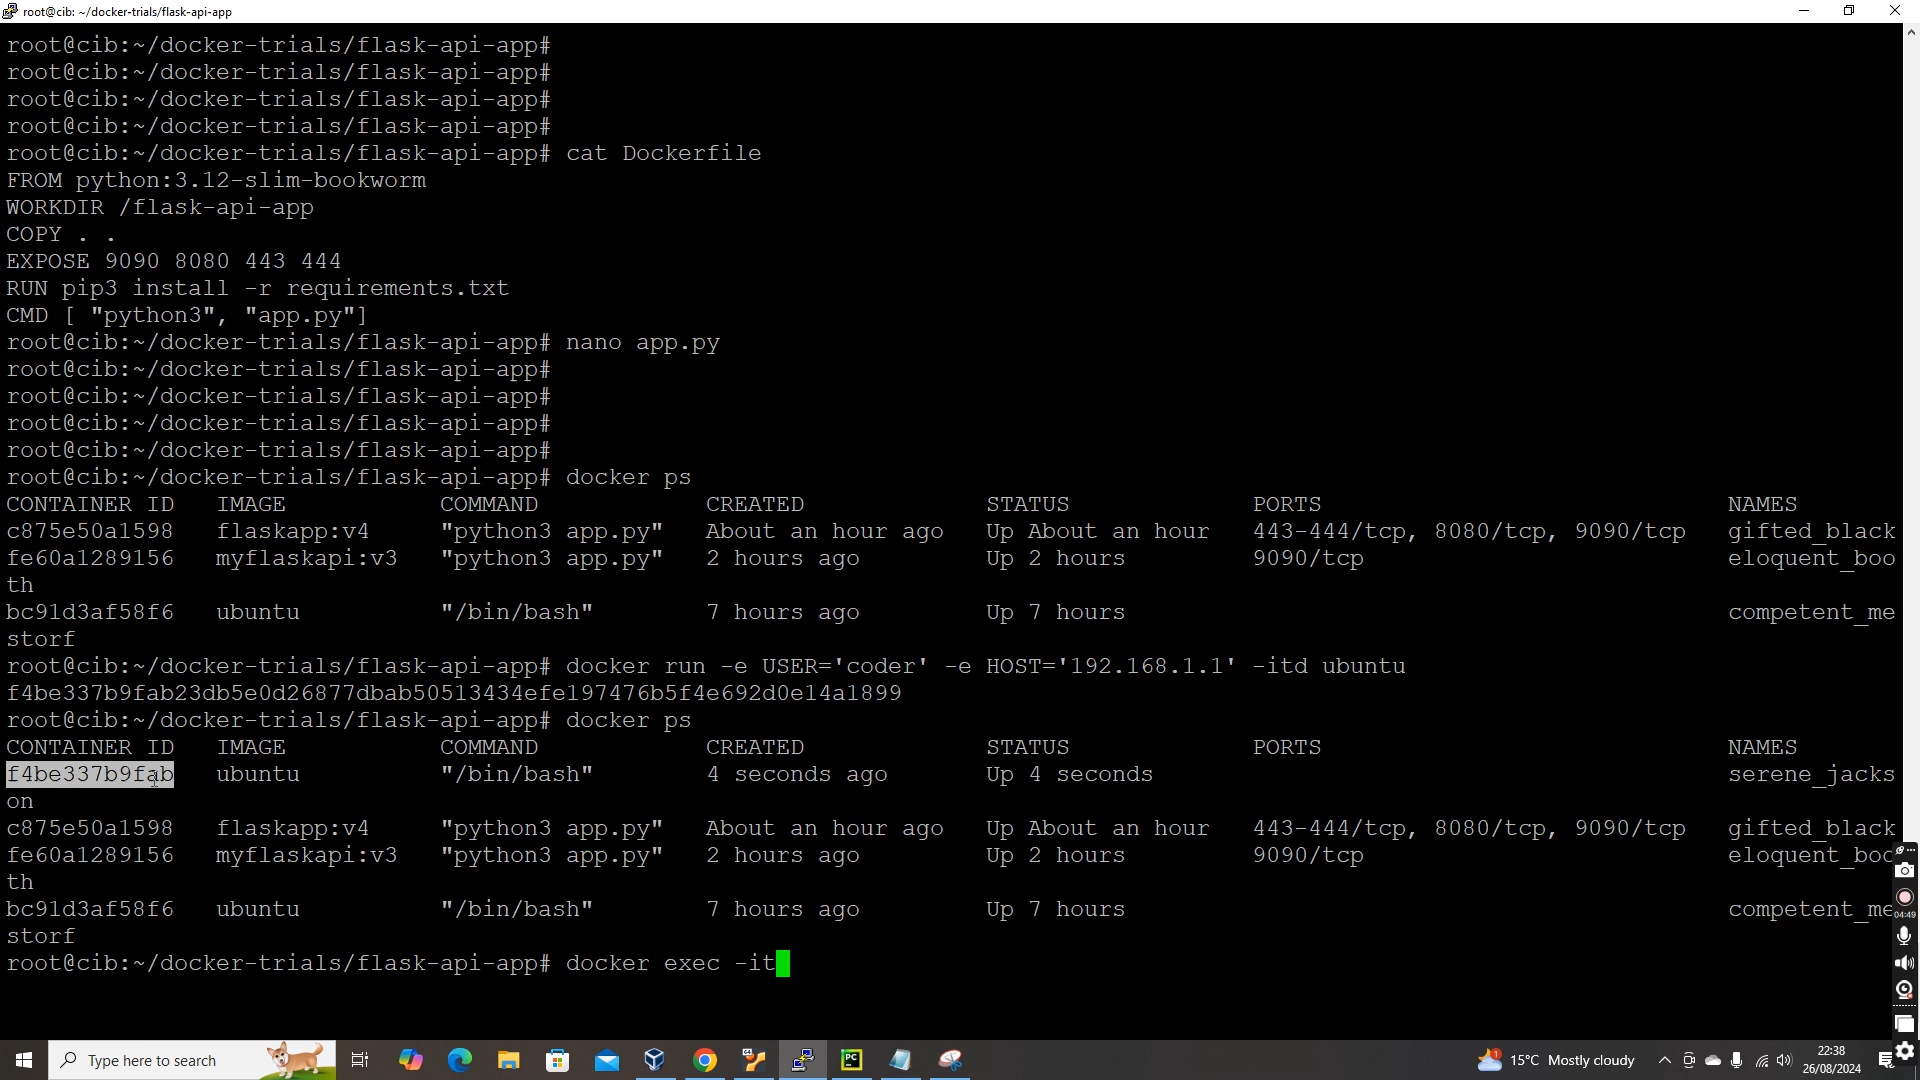 root@cib: ~/docker-trials/flask-api-app
root@cib:~/docker-trials/flask-api-app#
root@cib:~/docker-trials/flask-api-app#
root@cib:~/docker-trials/flask-api-app#
root@cib:~/docker-trials/flask-api-app#
root@cib:~/docker-trials/flask-api-app# cat Dockerfile
FROM python:3.12-slim-bookworm
WORKDIR /flask-api-app
COPY . .
EXPOSE 9090 8080 443 444
RUN pip3 install -r requirements.txt
CMD [ "python3", "app.py"]
root@cib:~/docker-trials/flask-api-app# nano app.py
root@cib:~/docker-trials/flask-api-app#
root@cib:~/docker-trials/flask-api-app#
root@cib:~/docker-trials/flask-api-app#
root@cib:~/docker-trials/flask-api-app#
root@cib:~/docker-trials/flask-api-app# docker ps
CONTAINER ID   IMAGE           COMMAND            CREATED             STATUS             PORTS                              NAMES
c875e50a1598   flaskapp:v4     "python3 app.py"   About an hour ago   Up About an hour   443-444/tcp, 8080/tcp, 9090/tcp   gifted_black
fe60a1289156   myflaskapi:v3   "python3 app.py"   2 hours ago         Up 2 hours         9090/tcp                           eloquent_boo
th
bc91d3af58f6   ubuntu          "/bin/bash"        7 hours ago         Up 7 hours                                            competent_me
storf
root@cib:~/docker-trials/flask-api-app# docker run -e USER='coder' -e HOST='192.168.1.1' -itd ubuntu
f4be337b9fab23db5e0d26877dbab50513434efe197476b5f4e692d0e14a1899
root@cib:~/docker-trials/flask-api-app# docker ps
CONTAINER ID   IMAGE           COMMAND            CREATED             STATUS             PORTS                              NAMES
f4be337b9fab   ubuntu          "/bin/bash"        4 seconds ago       Up 4 seconds                                          serene_jacks
on
c875e50a1598   flaskapp:v4     "python3 app.py"   About an hour ago   Up About an hour   443-444/tcp, 8080/tcp, 9090/tcp   gifted_black
fe60a1289156   myflaskapi:v3   "python3 app.py"   2 hours ago         Up 2 hours         9090/tcp                           eloquent_boo
th
bc91d3af58f6   ubuntu          "/bin/bash"        7 hours ago         Up 7 hours                                            competent_me
storf
root@cib:~/docker-trials/flask-api-app# docker exec -it
04:49
Type here to search
PC
1
15°C Mostly cloudy
22:38
26/08/2024